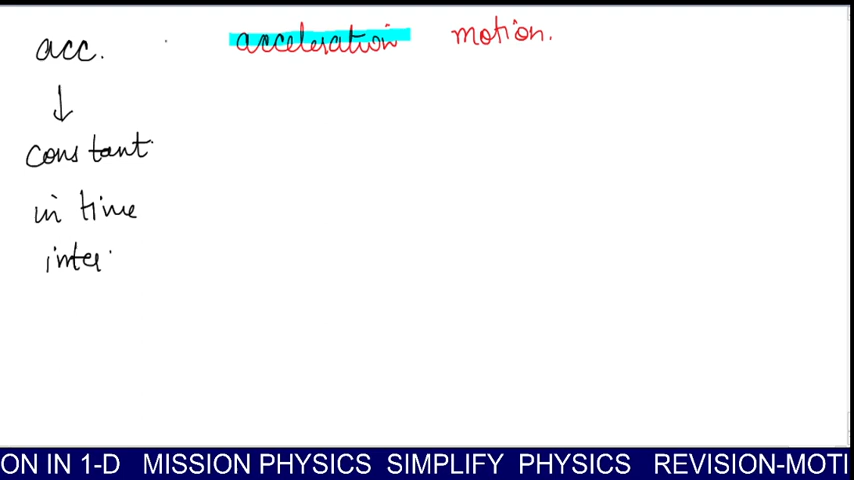 acc. acceleration motion.
↓
constant
in time
inter
ON IN 1-D MISSION PHYSICS SIMPLIFY PHYSICS REVISION-MOTI